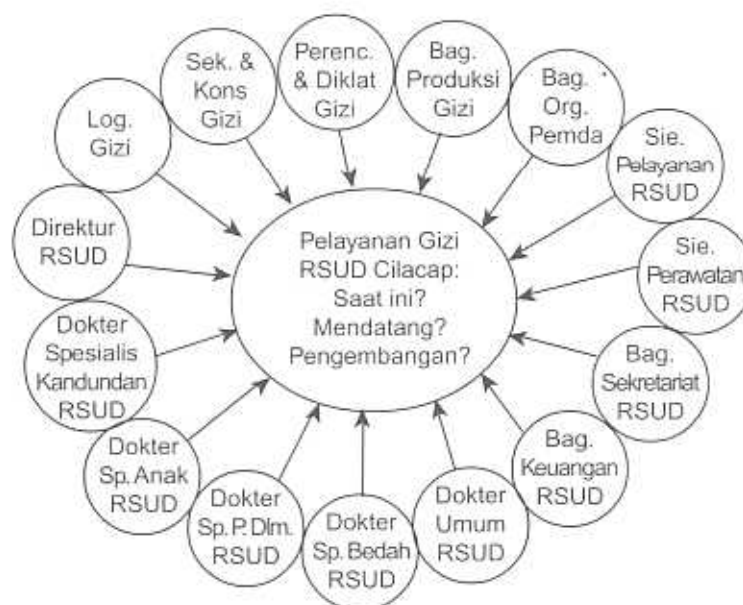 Log.
Gizi
Sek. &
Kons
Gizi
Perenc.
& Diklat
Gizi
Bag.
Produksi
Gizi
Bag.
Org.
Pemda
Sie.
Pelayanan
RSUD
Sie.
Perawatan
RSUD
Bag.
Sekretariat
RSUD
Bag.
Keuangan
RSUD
Dokter
Umum
RSUD
Dokter
Sp. Bedah
RSUD
Dokter
Sp. P. Dlm.
RSUD
Dokter
Sp. Anak
RSUD
Dokter
Spesialis
Kandundan
RSUD
Direktur
RSUD
Pelayanan Gizi
RSUD Cilacap:
Saat ini?
Mendatang?
Pengembangan?